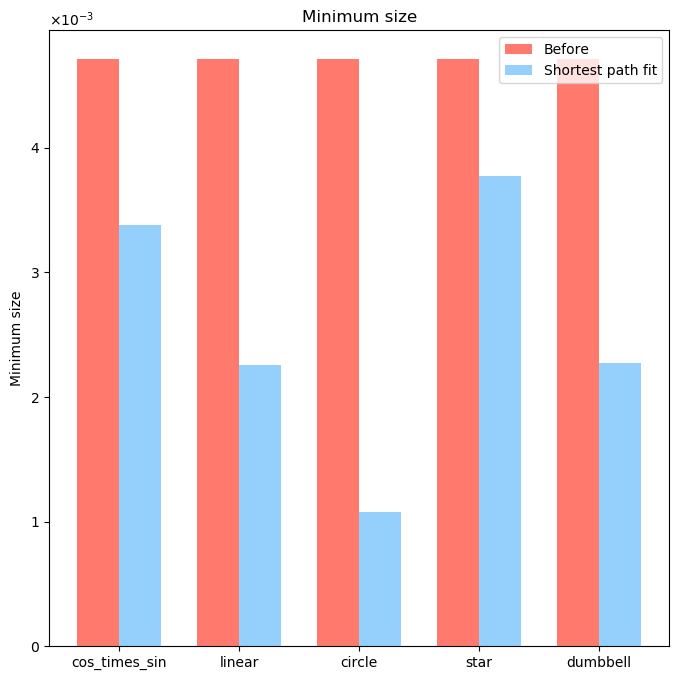 ×10⁻³
Minimum size
Before
Shortest path fit
Minimum size
4
3
2
1
0
cos_times_sin
linear
circle
star
dumbbell